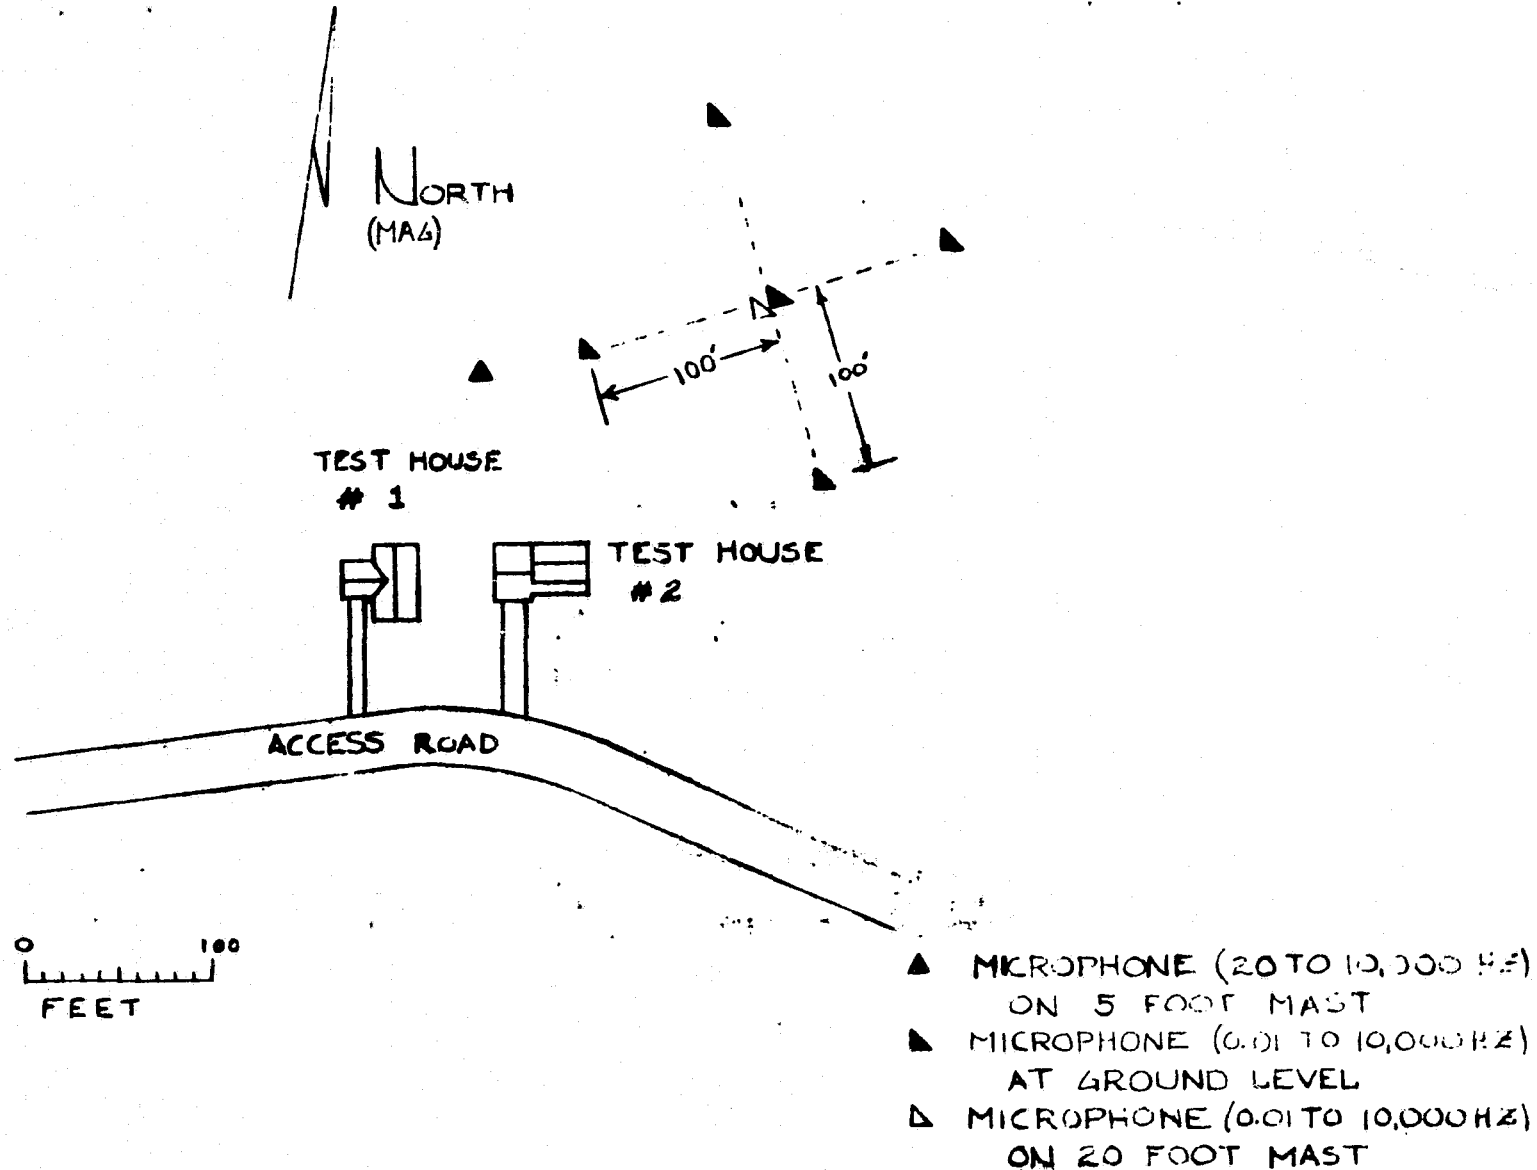 NORTH
(MAG)
100'
100'
TEST HOUSE
# 1
TEST HOUSE
#2
ACCESS ROAD
0 100
FEET
MICROPHONE (20 TO 10,000 HZ)
ON 5 FOOT MAST
MICROPHONE (0.01 TO 10,000 HZ)
AT GROUND LEVEL
MICROPHONE (0.01 TO 10,000 HZ)
ON 20 FOOT MAST